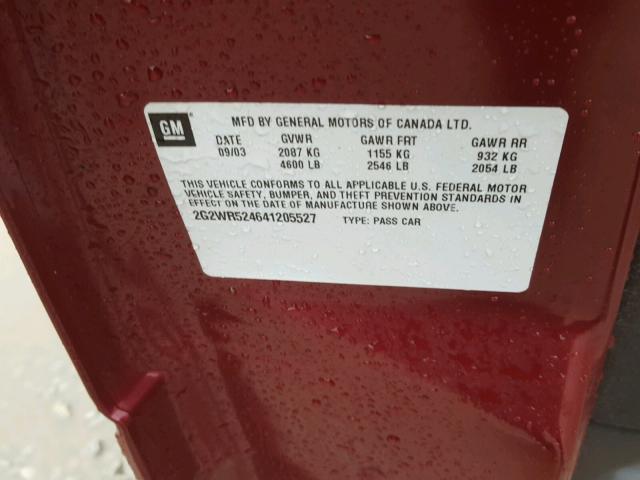 GM
MFD BY GENERAL MOTORS OF CANADA LTD.
DATE GVWR GAWR FRT GAWR RR
09/03 2087 KG 1155 KG 932 KG
4600 LB 2546 LB 2054 LB
THIS VEHICLE CONFORMS TO ALL APPLICABLE U.S. FEDERAL MOTOR
VEHICLE SAFETY, BUMPER, AND THEFT PREVENTION STANDARDS IN
EFFECT ON THE DATE OF MANUFACTURE SHOWN ABOVE.
2G2WR524641205527 TYPE: PASS CAR